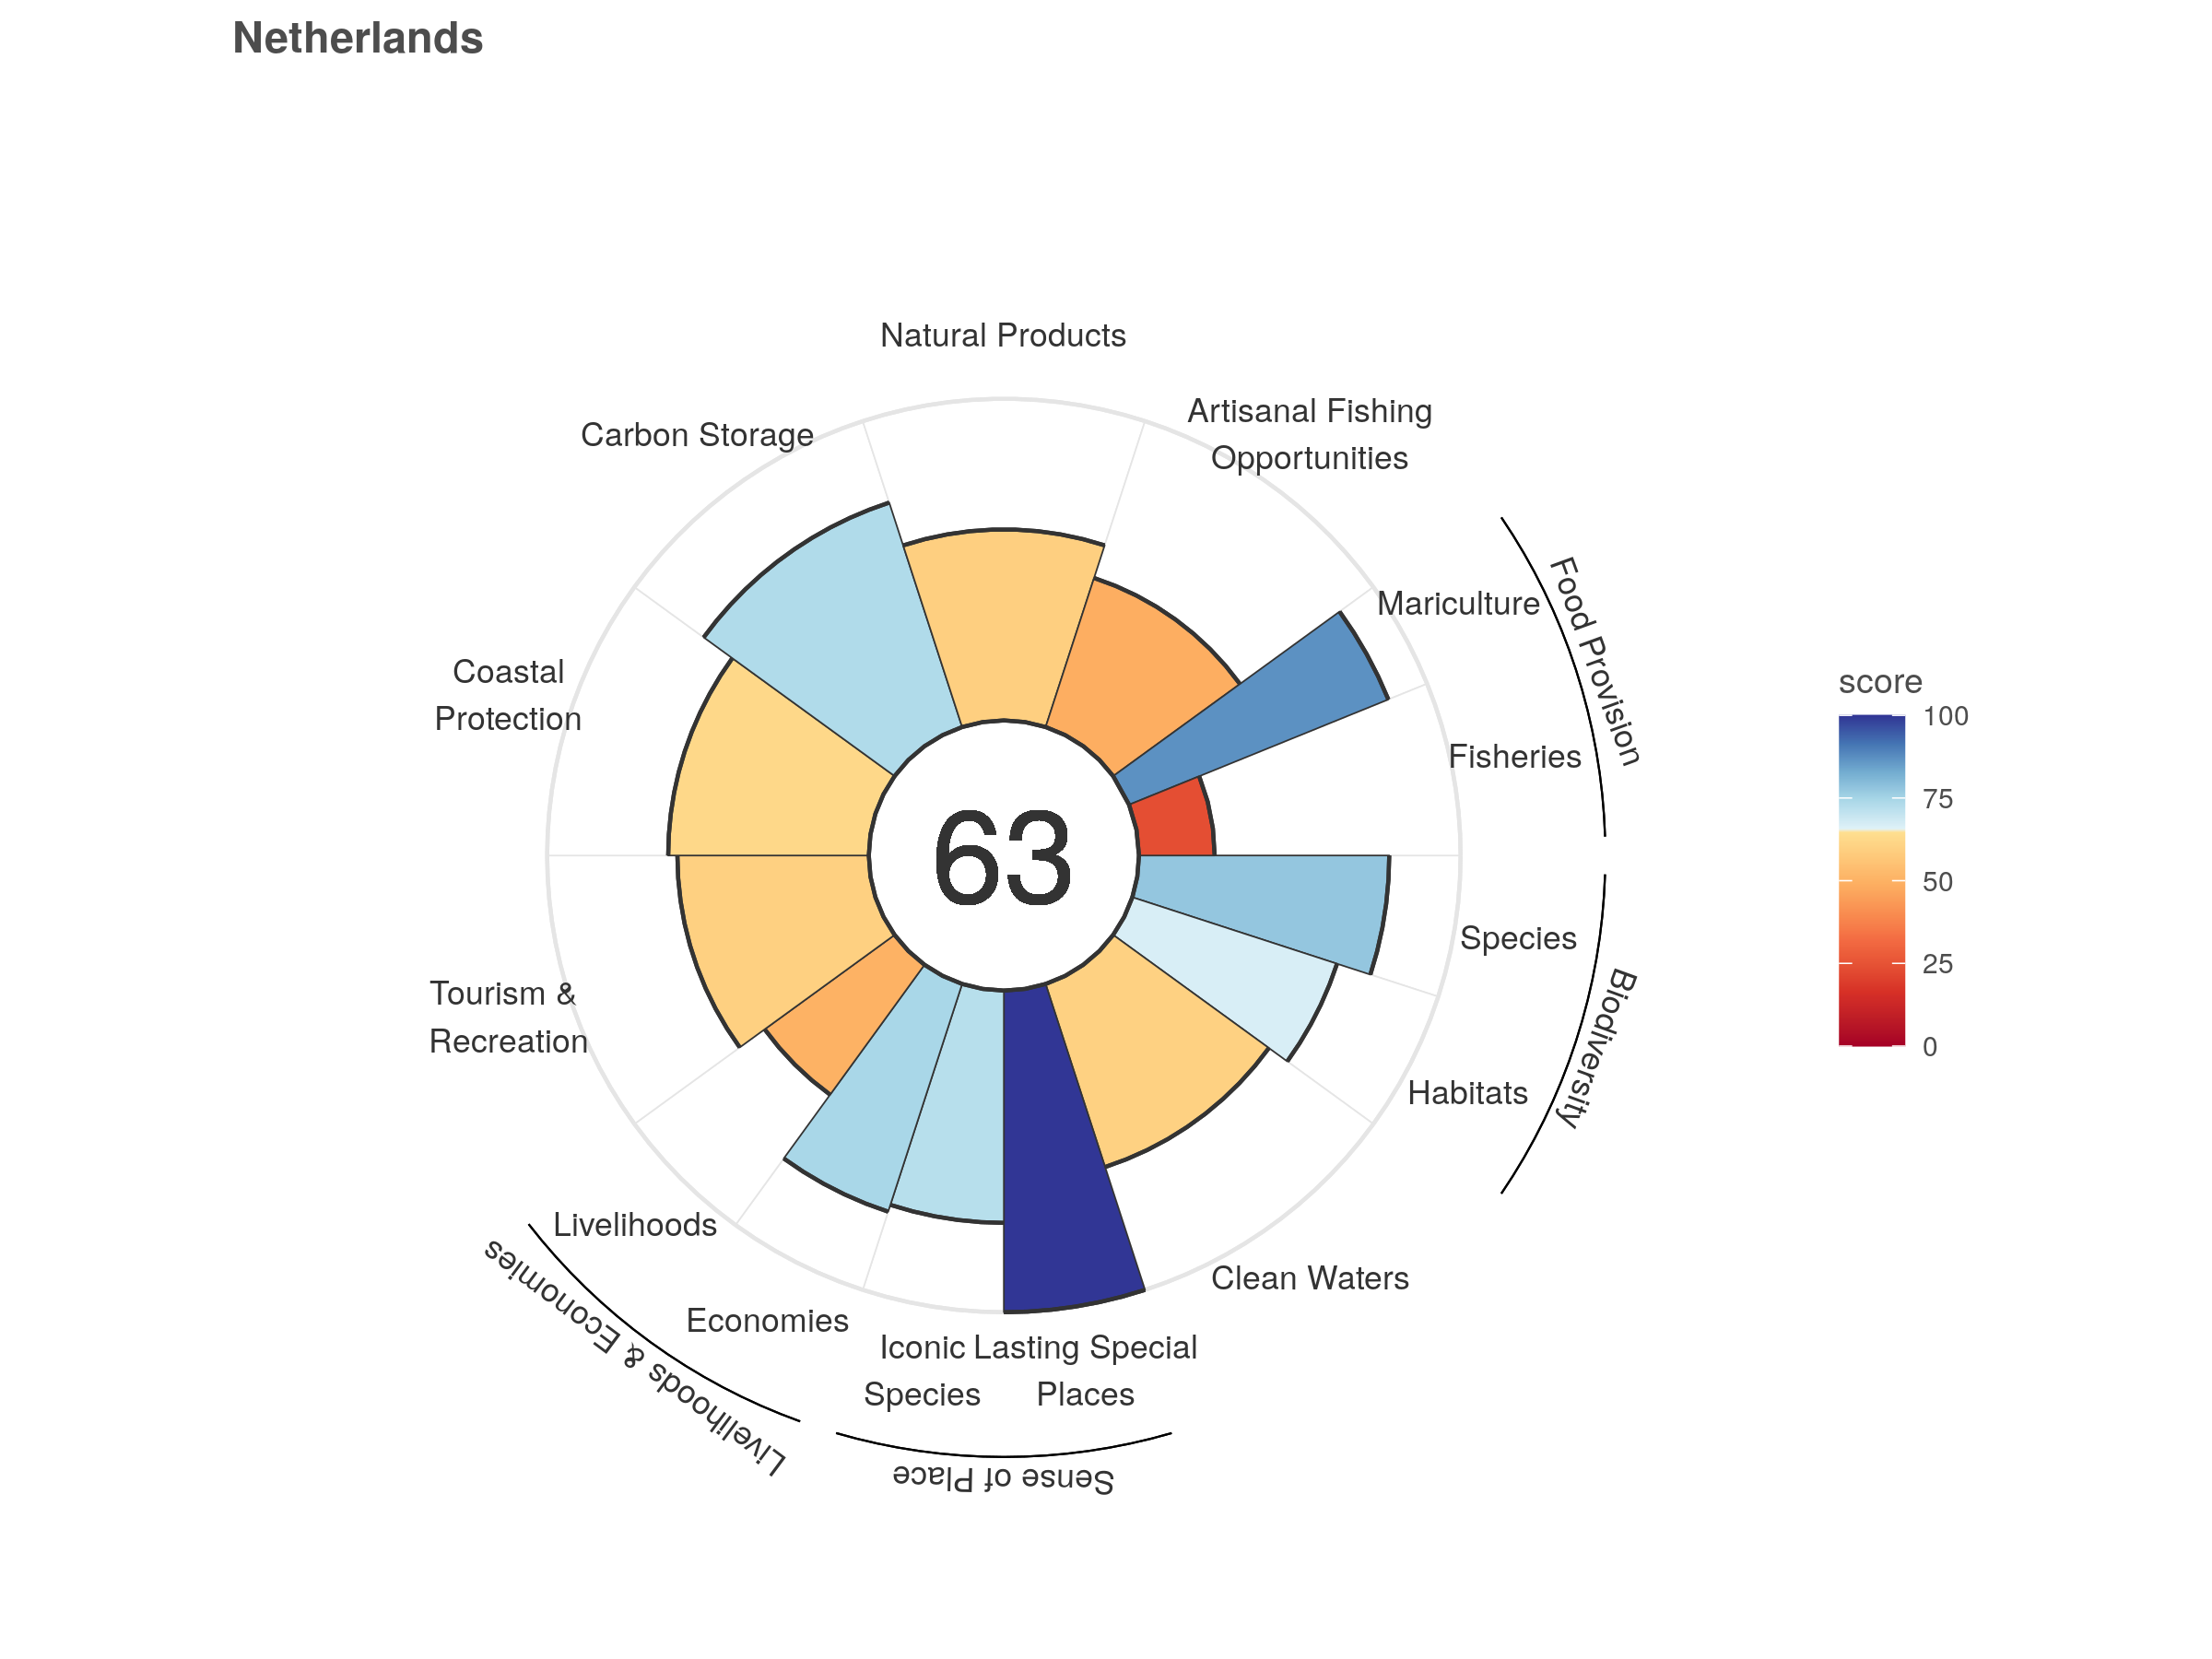 Netherlands
Natural Products
Artisanal Fishing
Opportunities
Carbon Storage
Mariculture
Food Provision
Fisheries
Coastal
Protection
63
score
100
75
50
25
0
Species
Biodiversity
Habitats
Tourism &
Recreation
Livelihoods
Livelihoods & Economies
Economies
Iconic
Species
Lasting Special
Places
Sense of Place
Clean Waters